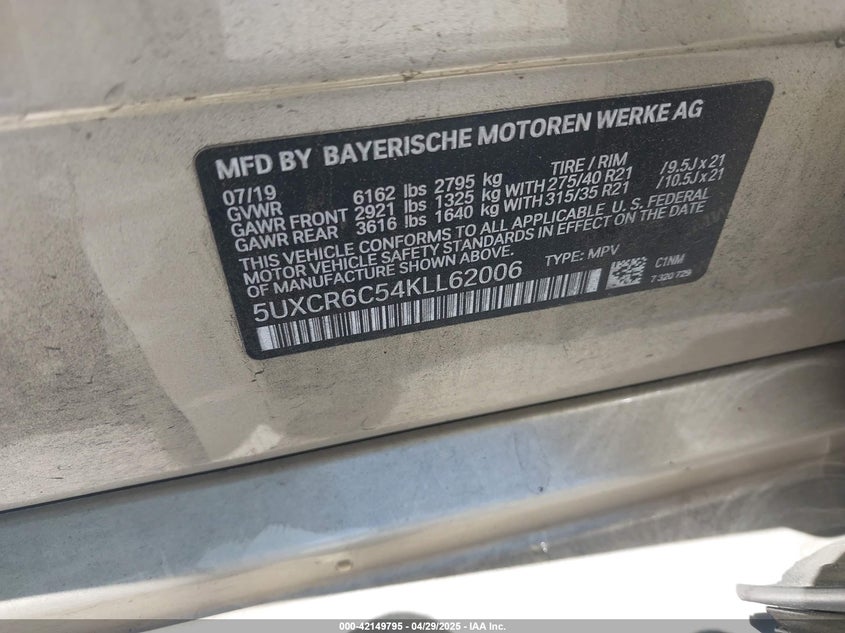 MFD BY BAYERISCHE MOTOREN WERKE AG
07/19 TIRE / RIM
GVWR 6162 lbs 2795 kg
GAWR FRONT 2921 lbs 1325 kg WITH 275/40 R21 /9.5J x 21
GAWR REAR 3616 lbs 1640 kg WITH 315/35 R21 /10.5J x 21
THIS VEHICLE CONFORMS TO ALL APPLICABLE U. S. FEDERAL
MOTOR VEHICLE SAFETY STANDARDS IN EFFECT ON THE DATE
OF MANUFACTURE SHOWN ABOVE.
TYPE: MPV
5UXCR6C54KLL62006
C1NM
7 320 729
000-42149795 - 04/29/2025 - IAA Inc.